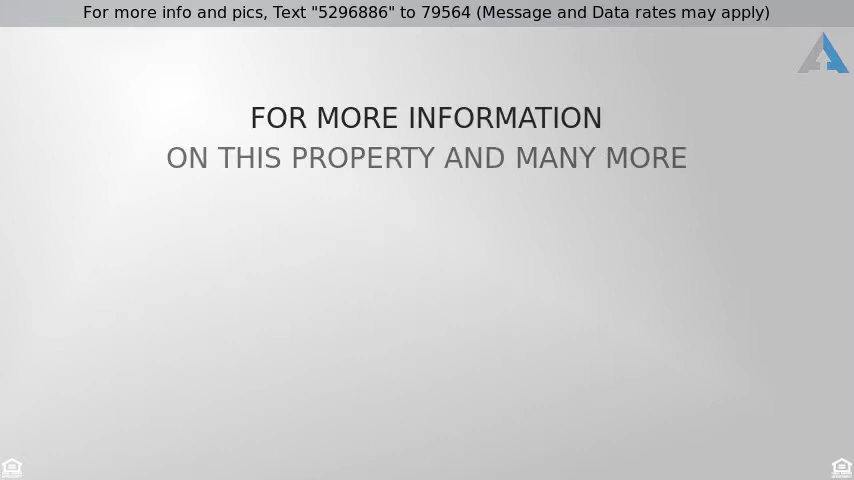 For more info and pics, Text "5296886" to 79564 (Message and Data rates may apply)
FOR MORE INFORMATION
ON THIS PROPERTY AND MANY MORE